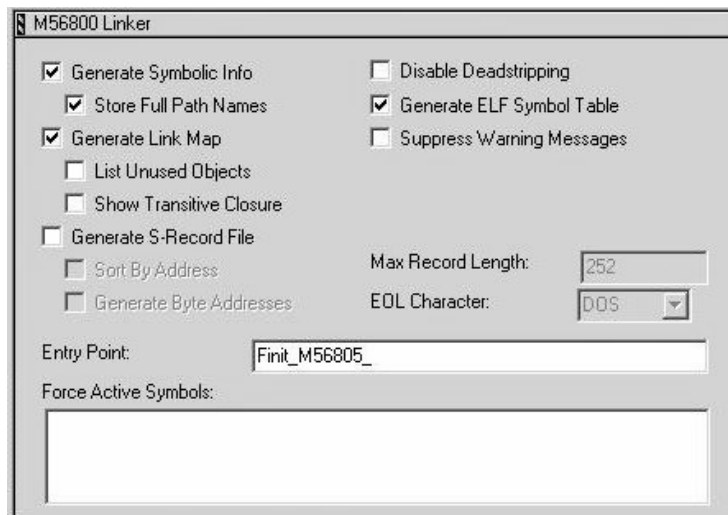 M56800 Linker
Generate Symbolic Info
Disable Deadstripping
Store Full Path Names
Generate ELF Symbol Table
Generate Link Map
Suppress Warning Messages
List Unused Objects
Show Transitive Closure
Generate S-Record File
Sort By Address
Max Record Length:
252
Generate Byte Addresses
EOL Character:
DOS
Entry Point:
Finit_M56805_
Force Active Symbols: